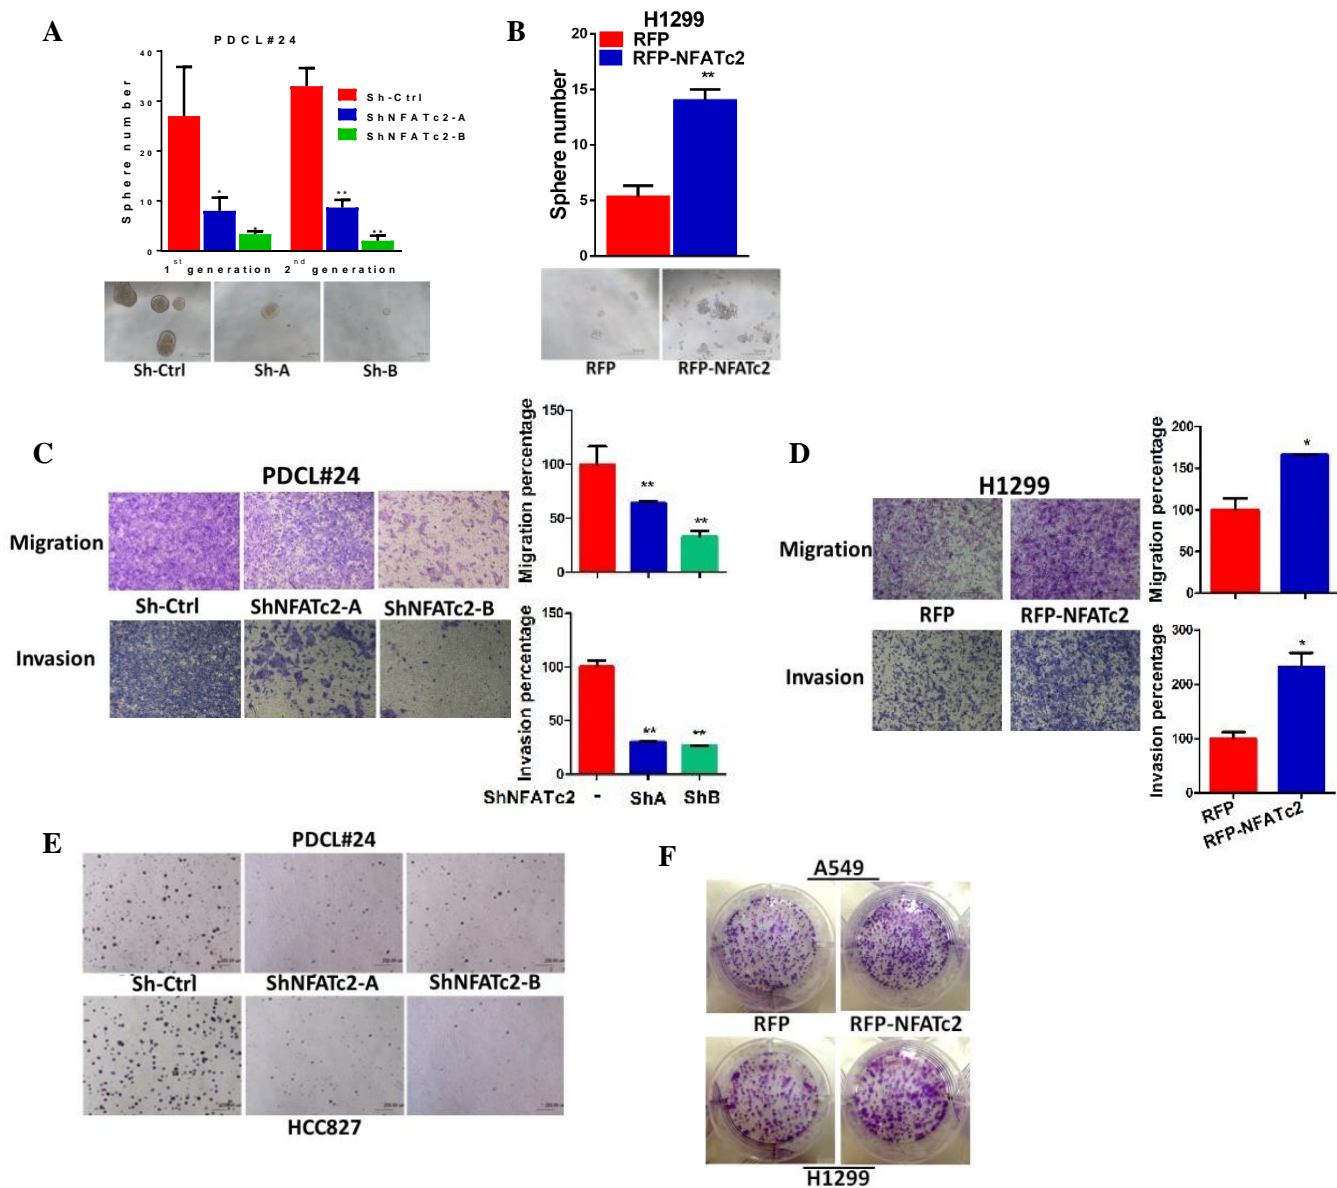 A
PDCL#24
Sphere number
40
30
20
10
0
Sh-Ctrl
ShNFATc2-A
ShNFATc2-B
*
*
**
**
1st generation 2nd generation
Sh-Ctrl Sh-A Sh-B
B
H1299
RFP
RFP-NFATc2
Sphere number
20
15
10
5
0
**
RFP RFP-NFATc2
C
PDCL#24
Migration
Sh-Ctrl ShNFATc2-A ShNFATc2-B
Invasion
Migration percentage
150
100
50
0
**
**
Invasion percentage
150
100
50
0
**
**
ShNFATc2 - ShA ShB
D
H1299
Migration
RFP RFP-NFATc2
Invasion
Migration percentage
200
150
100
50
0
*
Invasion percentage
300
200
100
0
*
RFP
RFP-NFATc2
E
PDCL#24
Sh-Ctrl ShNFATc2-A ShNFATc2-B
HCC827
F
A549
RFP RFP-NFATc2
H1299